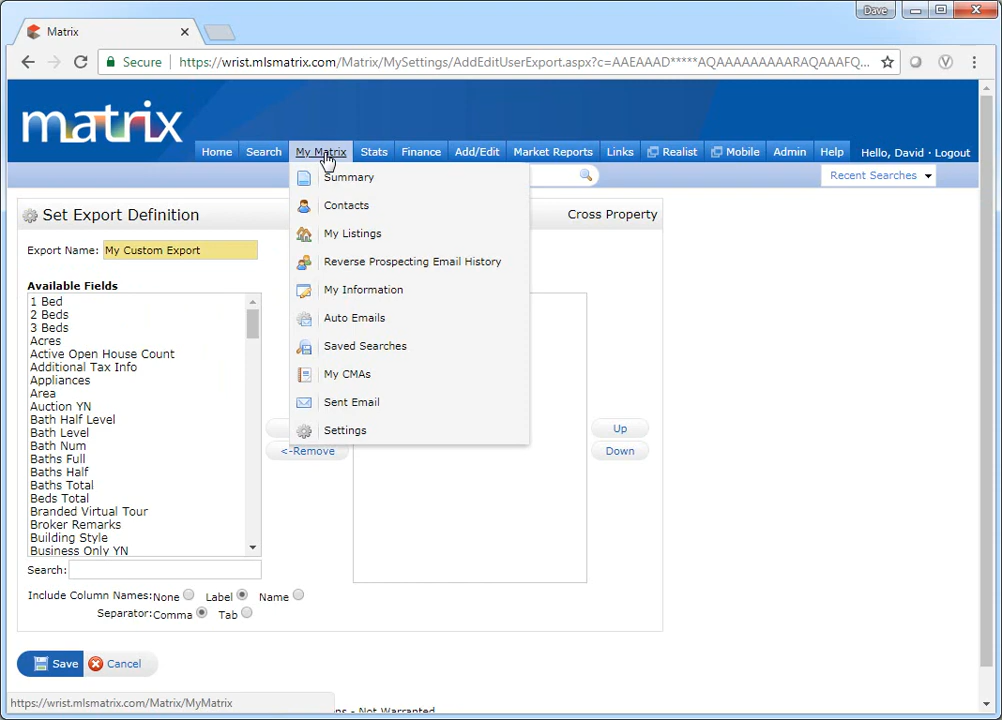 Dave
Matrix
Secure https://wrist.mlsmatrix.com/Matrix/MySettings/AddEditUserExport.aspx?c=AAEAAAD*****AQAAAAAAAAARAQAAAFQ...
matrix
Home Search My Matrix Stats Finance Add/Edit Market Reports Links Realist Mobile Admin Help Hello, David · Logout
Recent Searches
Summary
Contacts
My Listings
Reverse Prospecting Email History
My Information
Auto Emails
Saved Searches
My CMAs
Sent Email
Settings
Set Export Definition Cross Property
Export Name: My Custom Export
Available Fields
1 Bed
2 Beds
3 Beds
Acres
Active Open House Count
Additional Tax Info
Appliances
Area
Auction YN
Bath Half Level
Bath Level
Bath Num
Baths Full
Baths Half
Baths Total
Beds Total
Branded Virtual Tour
Broker Remarks
Building Style
Business Only YN
<-Remove
Up
Down
Search:
Include Column Names: None Label Name
Separator: Comma Tab
Save Cancel
https://wrist.mlsmatrix.com/Matrix/MyMatrix
- Not Warranted